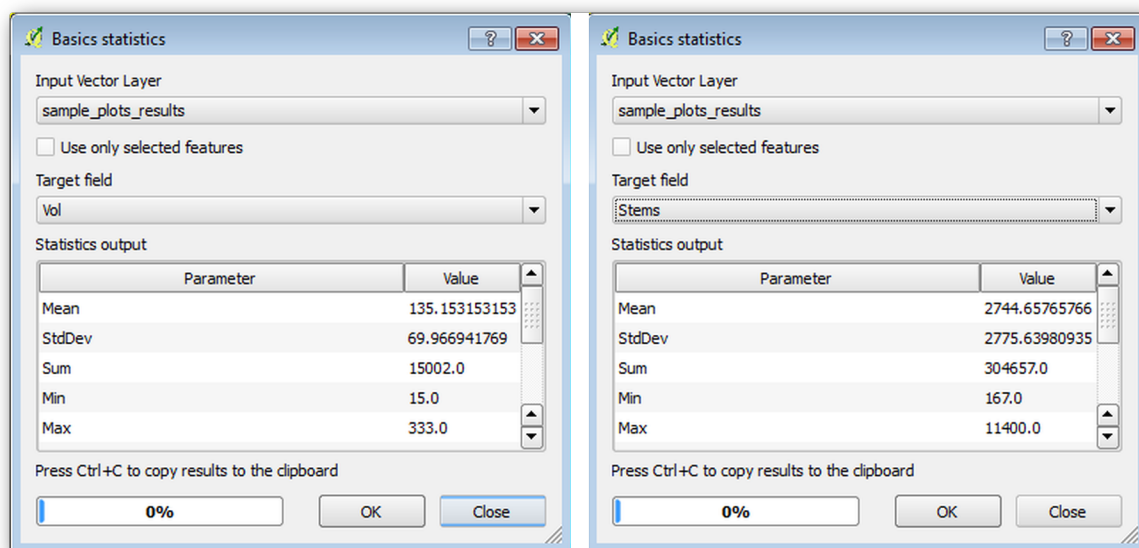 Basics statistics
Input Vector Layer
sample_plots_results
Use only selected features
Target field
Vol
Statistics output
Parameter Value
Mean 135.153153153
StdDev 69.966941769
Sum 15002.0
Min 15.0
Max 333.0
Press Ctrl+C to copy results to the clipboard
0% OK Close
Basics statistics
Input Vector Layer
sample_plots_results
Use only selected features
Target field
Stems
Statistics output
Parameter Value
Mean 2744.65765766
StdDev 2775.63980935
Sum 304657.0
Min 167.0
Max 11400.0
Press Ctrl+C to copy results to the clipboard
0% OK Close